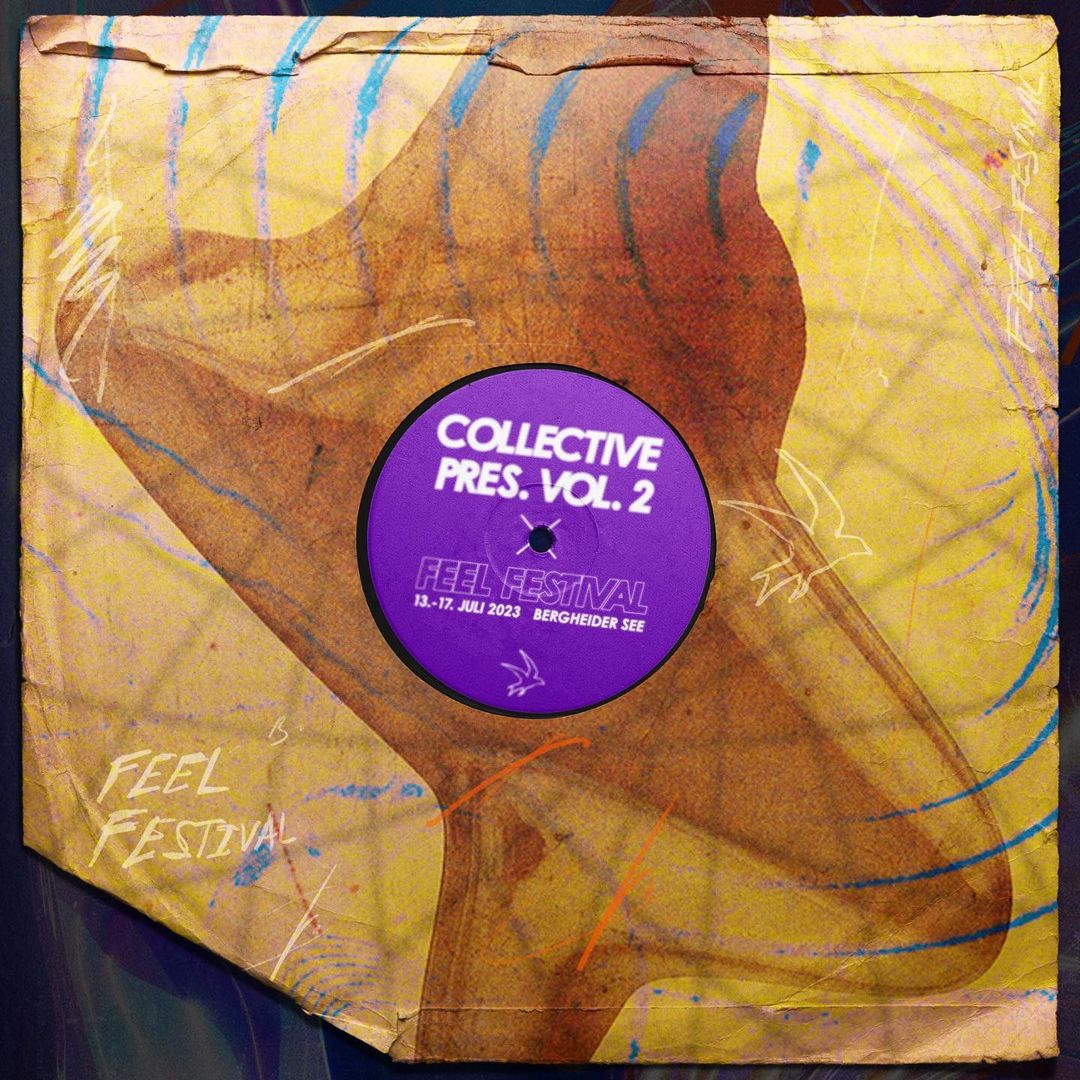 COLLECTIVE
PRES. VOL. 2
FEEL FESTIVAL
13.-17. JULI 2023 BERGHEIDER SEE
FEEL
FESTIVAL
FEEL FESTIVAL
B